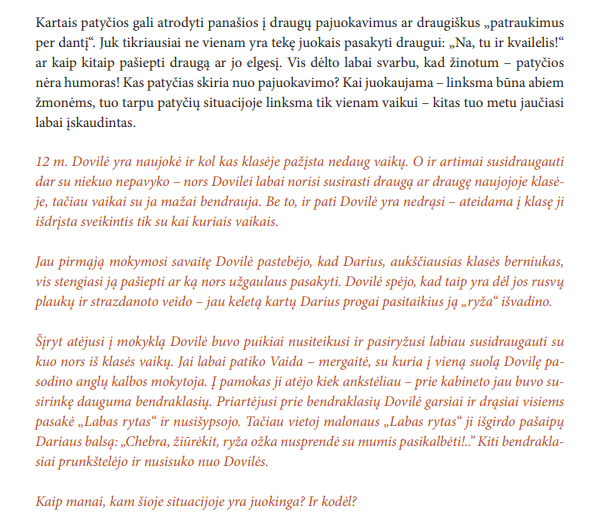 Kartais patyčios gali atrodyti panašios į draugų pajuokavimus ar draugiškus „patraukimus
per dantį“. Juk tikriausiai ne vienam yra tekę juokais pasakyti draugui: „Na, tu ir kvailelis!“
ar kaip kitaip pašiepti draugą ar jo elgesį. Vis dėlto labai svarbu, kad žinotum – patyčios
nėra humoras! Kas patyčias skiria nuo pajuokavimo? Kai juokaujama – linksma būna abiem
žmonėms, tuo tarpu patyčių situacijoje linksma tik vienam vaikui – kitas tuo metu jaučiasi
labai įskaudintas.
12 m. Dovilė yra naujokė ir kol kas klasėje pažįsta nedaug vaikų. O ir artimai susidraugauti
dar su niekuo nepavyko – nors Dovilei labai norisi susirasti draugą ar draugę naujojoje klasė-
je, tačiau vaikai su ja mažai bendrauja. Be to, ir pati Dovilė yra nedrąsi – ateidama į klasę ji
išdrįsta sveikintis tik su kai kuriais vaikais.
Jau pirmąją mokymosi savaitę Dovilė pastebėjo, kad Darius, aukščiausias klasės berniukas,
vis stengiasi ją pašiepti ar ką nors užgaulaus pasakyti. Dovilė spėjo, kad taip yra dėl jos rusvų
plaukų ir strazdanoto veido – jau keletą kartų Darius progai pasitaikius ją „ryža“ išvadino.
Šįryt atėjusi į mokyklą Dovilė buvo puikiai nusiteikusi ir pasiryžusi labiau susidraugauti su
kuo nors iš klasės vaikų. Jai labai patiko Vaida – mergaitė, su kuria į vieną suolą Dovilę pa-
sodino anglų kalbos mokytoja. Į pamokas ji atėjo kiek anksčiau – prie kabineto jau buvo su-
sirinkę dauguma bendraklasių. Priartėjusi prie bendraklasių Dovilė garsiai ir drąsiai visiems
pasakė „Labas rytas“ ir nusišypsojo. Tačiau vietoj malonaus „Labas rytas“ ji išgirdo pašaipų
Dariaus balsą: „Chebra, žiūrėkit, ryža ožka nusprendė su mumis pasikalbėti!..” Kiti bendrakla-
siai prunkštelėjo ir nusisuko nuo Dovilės.
Kaip manai, kam šioje situacijoje yra juokinga? Ir kodėl?